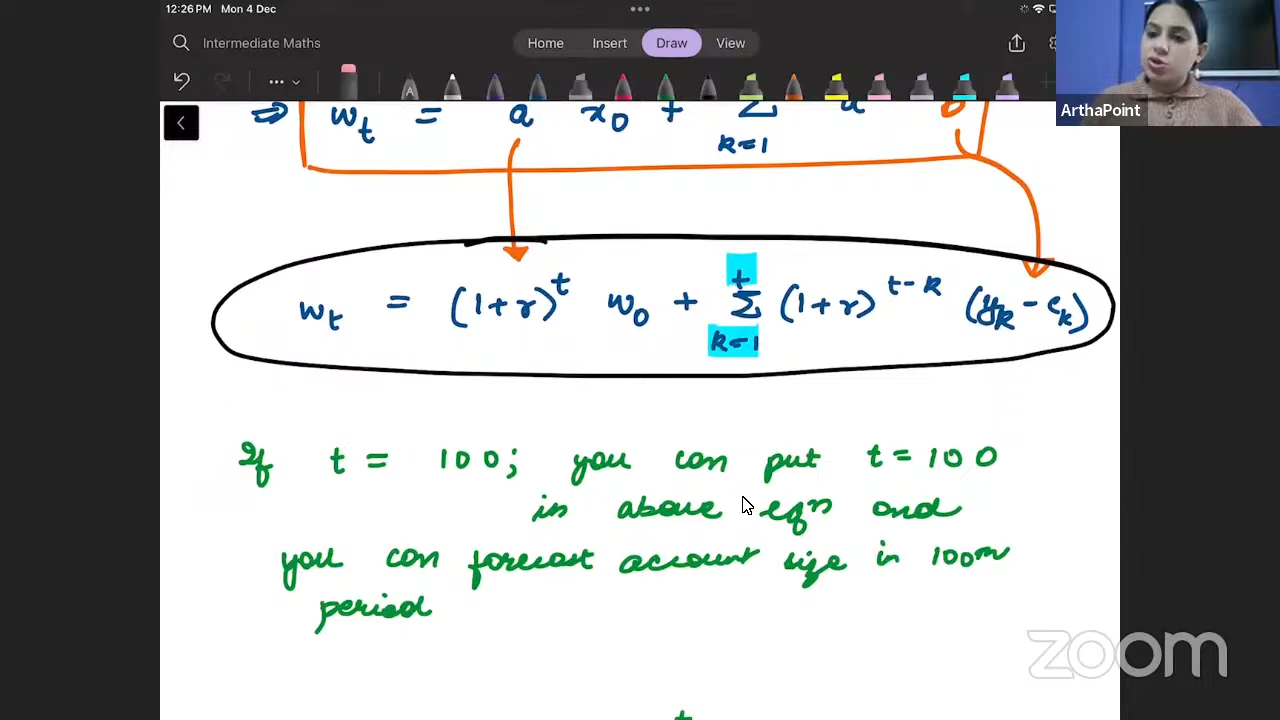 12:26 PM Mon 4 Dec
Intermediate Maths
Home Insert Draw View
ArthaPoint
⇒ w_t = a x_0 + Σ a b
k=1
w_t = (1+r)^t w_0 + Σ_{k=1}^{t} (1+r)^{t-k} (y_k - c_k)
If t = 100; you can put t = 100
in above eqn and
you can forecast account size in 100th
period
t
zoom